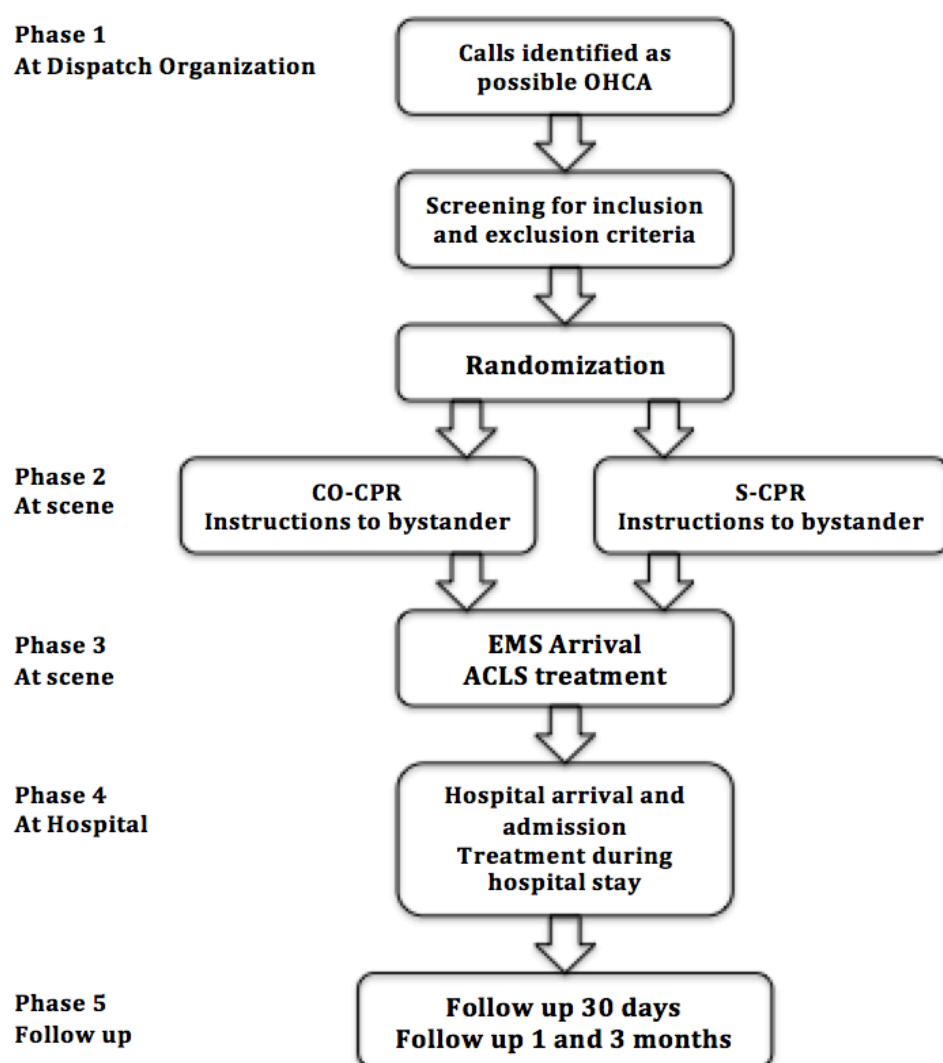 Phase 1
At Dispatch Organization
Calls identified as
possible OHCA
Screening for inclusion
and exclusion criteria
Randomization
Phase 2
At scene
CO-CPR
Instructions to bystander
S-CPR
Instructions to bystander
Phase 3
At scene
EMS Arrival
ACLS treatment
Phase 4
At Hospital
Hospital arrival and
admission
Treatment during
hospital stay
Phase 5
Follow up
Follow up 30 days
Follow up 1 and 3 months